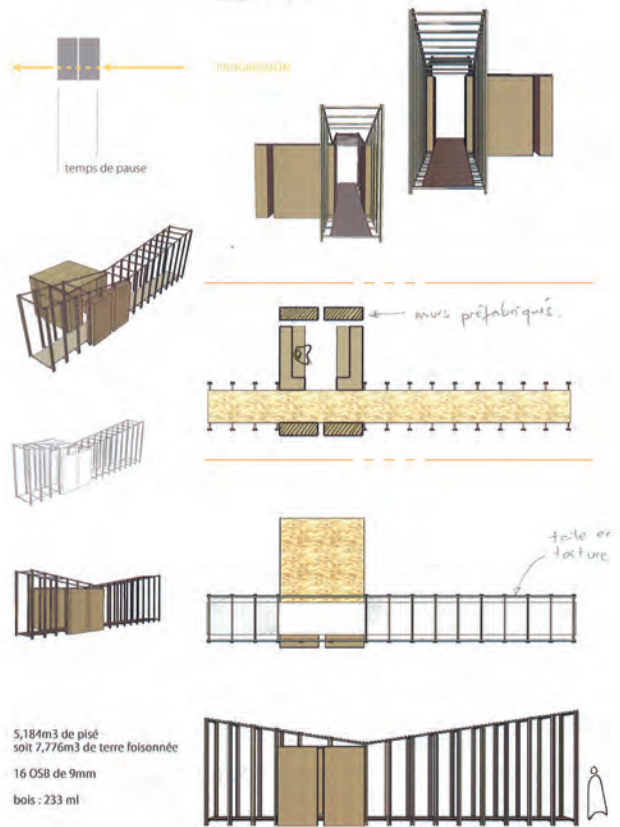 PROGRESSION
temps de pause
murs préfabriqués.
toile en
toiture
5,184m3 de pisé
soit 7,776m3 de terre foisonnée
16 OSB de 9mm
bois : 233 ml